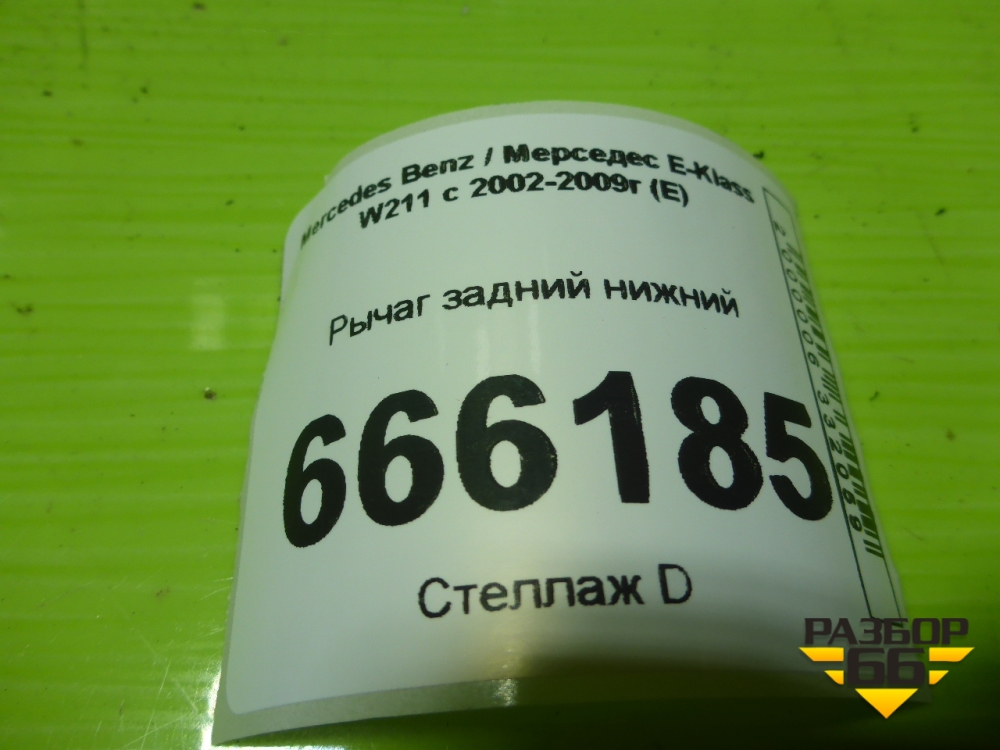 Mercedes Benz / Мерседес E-Klass
W211 с 2002-2009г (E)
Рычаг задний нижний
666185
Стеллаж D
РАЗБОР
66